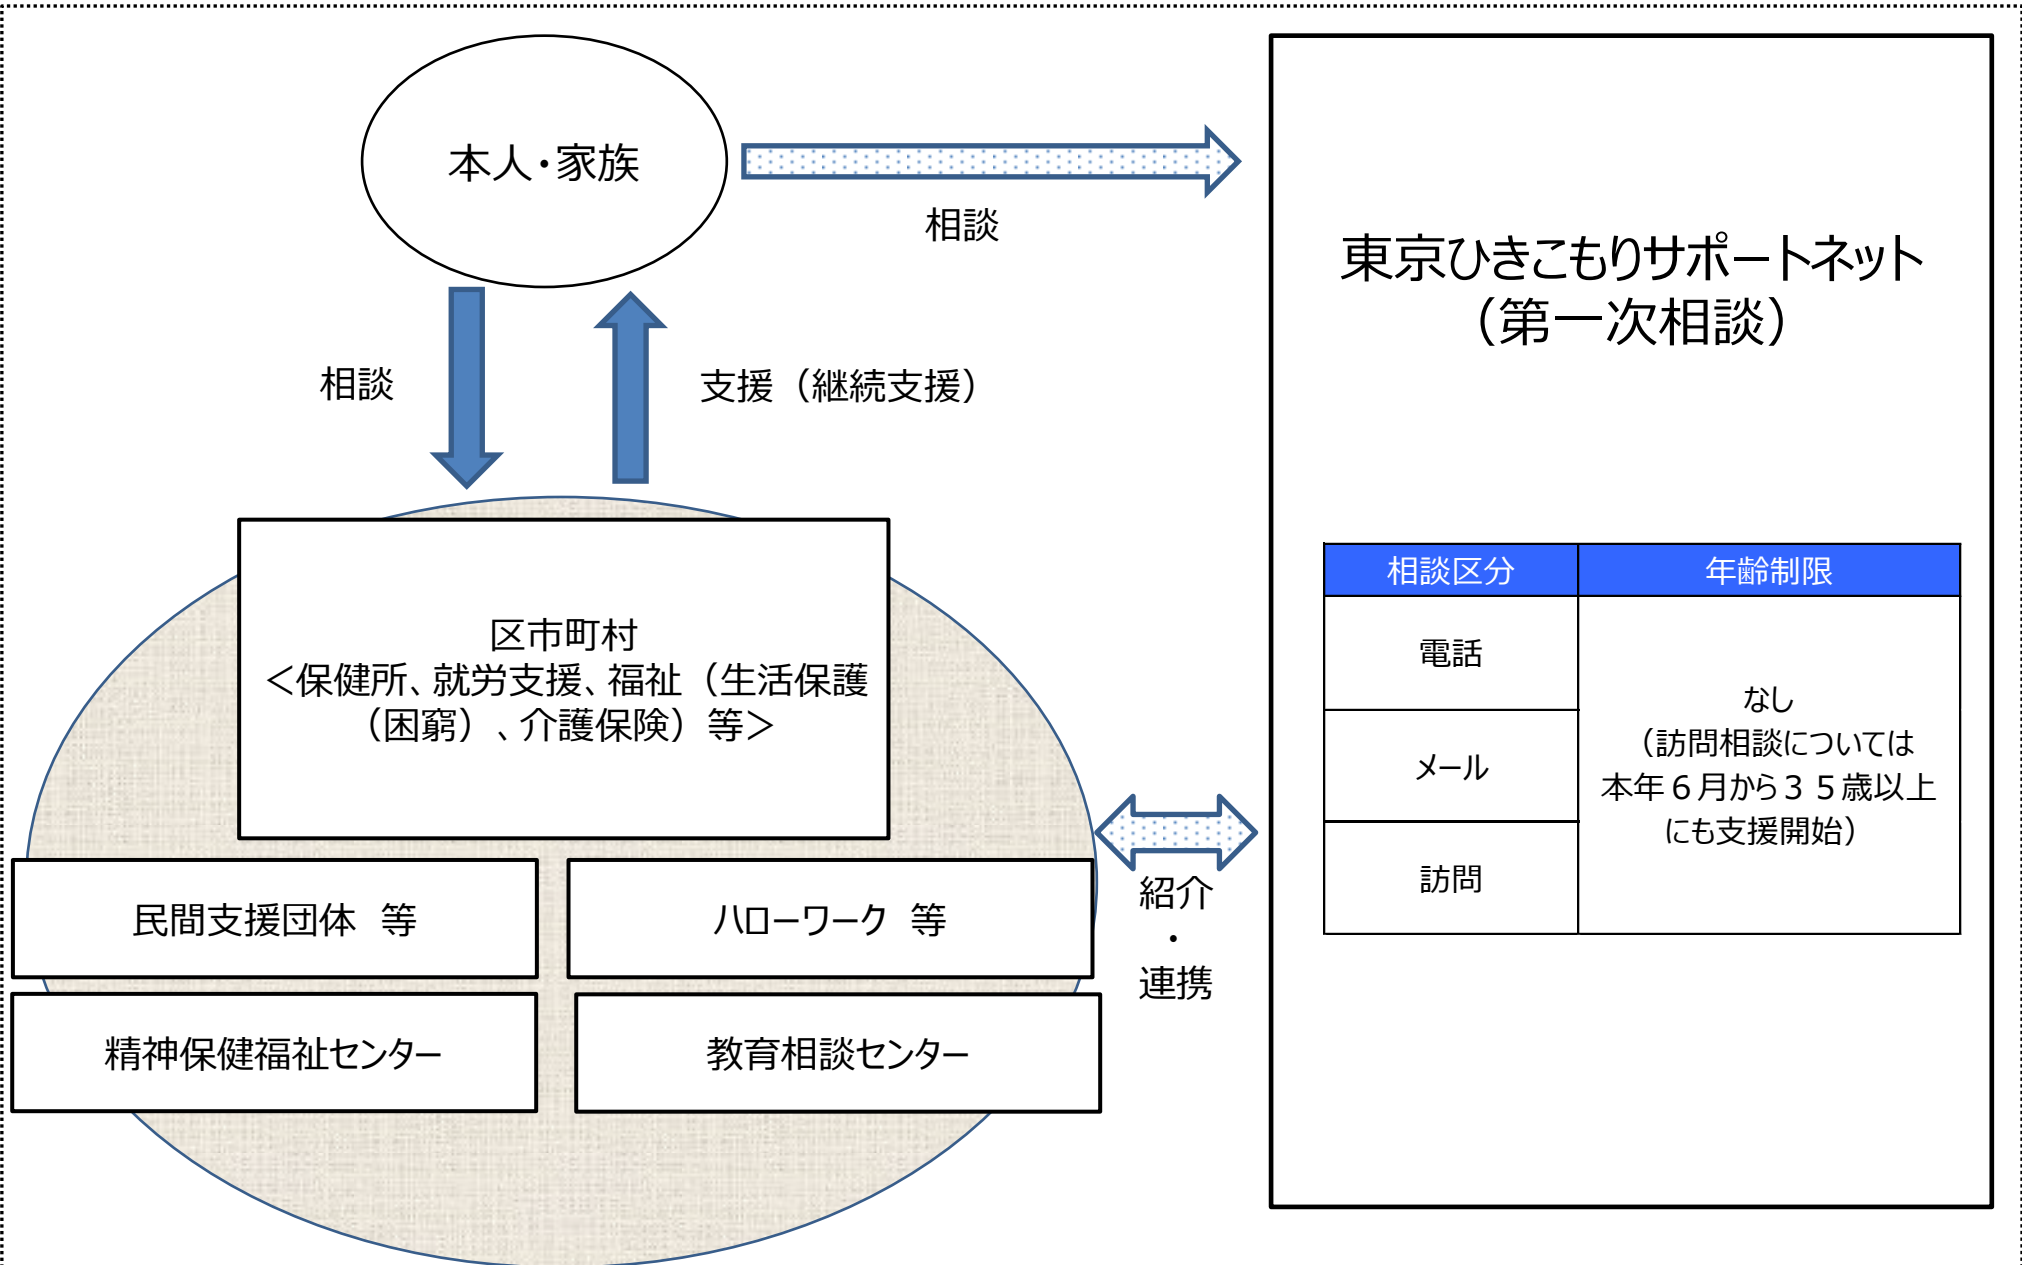 本人・家族
相談
東京ひきこもりサポートネット
（第一次相談）
相談
支援（継続支援）
区市町村
＜保健所、就労支援、福祉（生活保護
（困窮）、介護保険）等＞
民間支援団体　等
ハローワーク　等
精神保健福祉センター
教育相談センター
紹介
・
連携
相談区分
年齢制限
電話
メール
訪問
なし
（訪問相談については
本年６月から３５歳以上
にも支援開始）